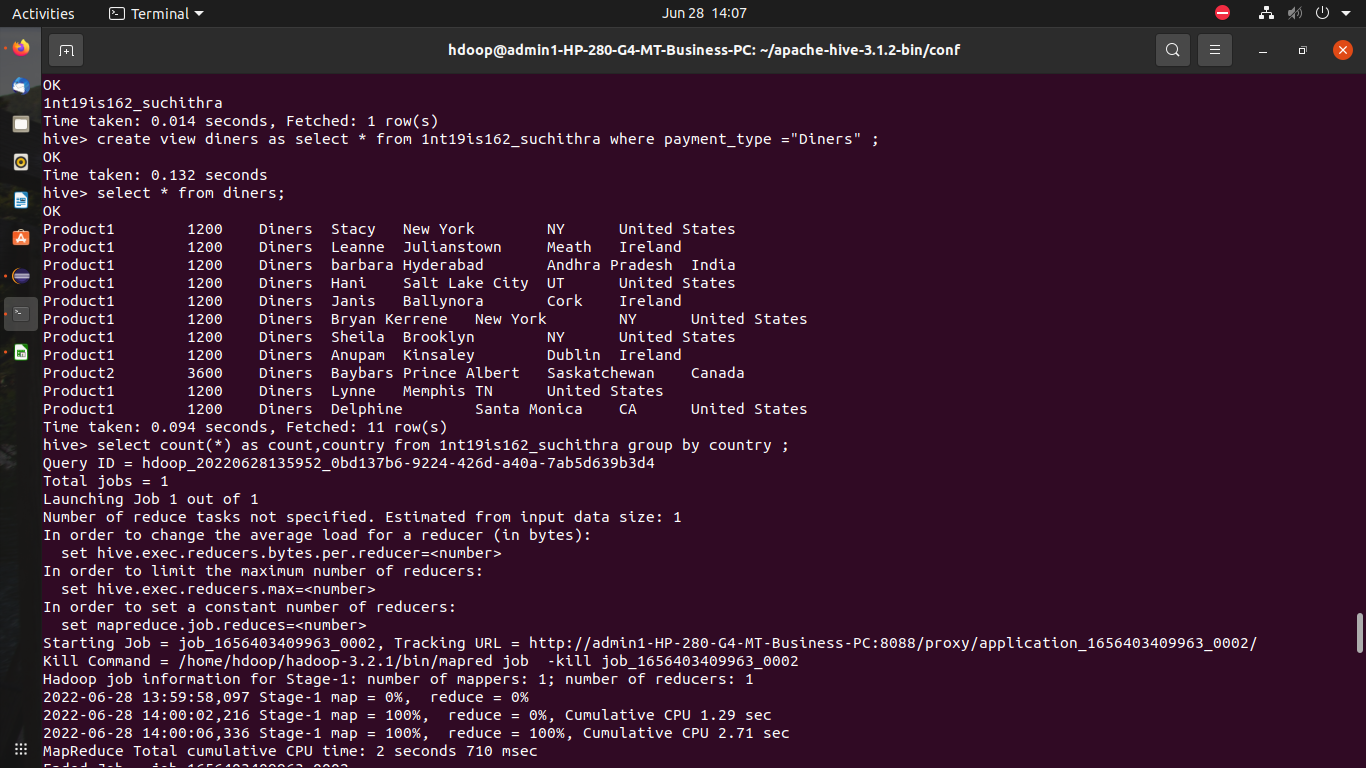 Activities Terminal Jun 28 14:07
hdoop@admin1-HP-280-G4-MT-Business-PC: ~/apache-hive-3.1.2-bin/conf
OK
1nt19is162_suchithra
Time taken: 0.014 seconds, Fetched: 1 row(s)
hive> create view diners as select * from 1nt19is162_suchithra where payment_type ="Diners" ;
OK
Time taken: 0.132 seconds
hive> select * from diners;
OK
Product1 1200 Diners Stacy New York NY United States
Product1 1200 Diners Leanne Julianstown Meath Ireland
Product1 1200 Diners barbara Hyderabad Andhra Pradesh India
Product1 1200 Diners Hani Salt Lake City UT United States
Product1 1200 Diners Janis Ballynora Cork Ireland
Product1 1200 Diners Bryan Kerrene New York NY United States
Product1 1200 Diners Sheila Brooklyn NY United States
Product1 1200 Diners Anupam Kinsaley Dublin Ireland
Product2 3600 Diners Baybars Prince Albert Saskatchewan Canada
Product1 1200 Diners Lynne Memphis TN United States
Product1 1200 Diners Delphine Santa Monica CA United States
Time taken: 0.094 seconds, Fetched: 11 row(s)
hive> select count(*) as count,country from 1nt19is162_suchithra group by country ;
Query ID = hdoop_20220628135952_0bd137b6-9224-426d-a40a-7ab5d639b3d4
Total jobs = 1
Launching Job 1 out of 1
Number of reduce tasks not specified. Estimated from input data size: 1
In order to change the average load for a reducer (in bytes):
  set hive.exec.reducers.bytes.per.reducer=<number>
In order to limit the maximum number of reducers:
  set hive.exec.reducers.max=<number>
In order to set a constant number of reducers:
  set mapreduce.job.reduces=<number>
Starting Job = job_1656403409963_0002, Tracking URL = http://admin1-HP-280-G4-MT-Business-PC:8088/proxy/application_1656403409963_0002/
Kill Command = /home/hdoop/hadoop-3.2.1/bin/mapred job  -kill job_1656403409963_0002
Hadoop job information for Stage-1: number of mappers: 1; number of reducers: 1
2022-06-28 13:59:58,097 Stage-1 map = 0%,  reduce = 0%
2022-06-28 14:00:02,216 Stage-1 map = 100%,  reduce = 0%, Cumulative CPU 1.29 sec
2022-06-28 14:00:06,336 Stage-1 map = 100%,  reduce = 100%, Cumulative CPU 2.71 sec
MapReduce Total cumulative CPU time: 2 seconds 710 msec
Ended Job = job_1656403409963_0002